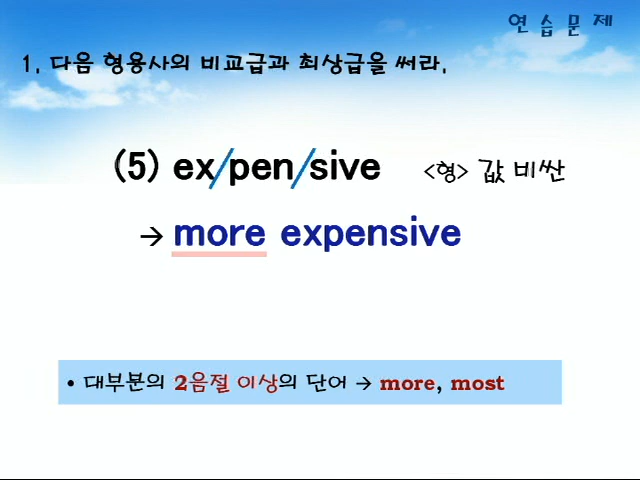 연 습 문 제
1. 다음 형용사의 비교급과 최상급을 써라.
(5) ex/pen/sive <형> 값 비싼
→ more expensive
• 대부분의 2음절 이상의 단어 → more, most